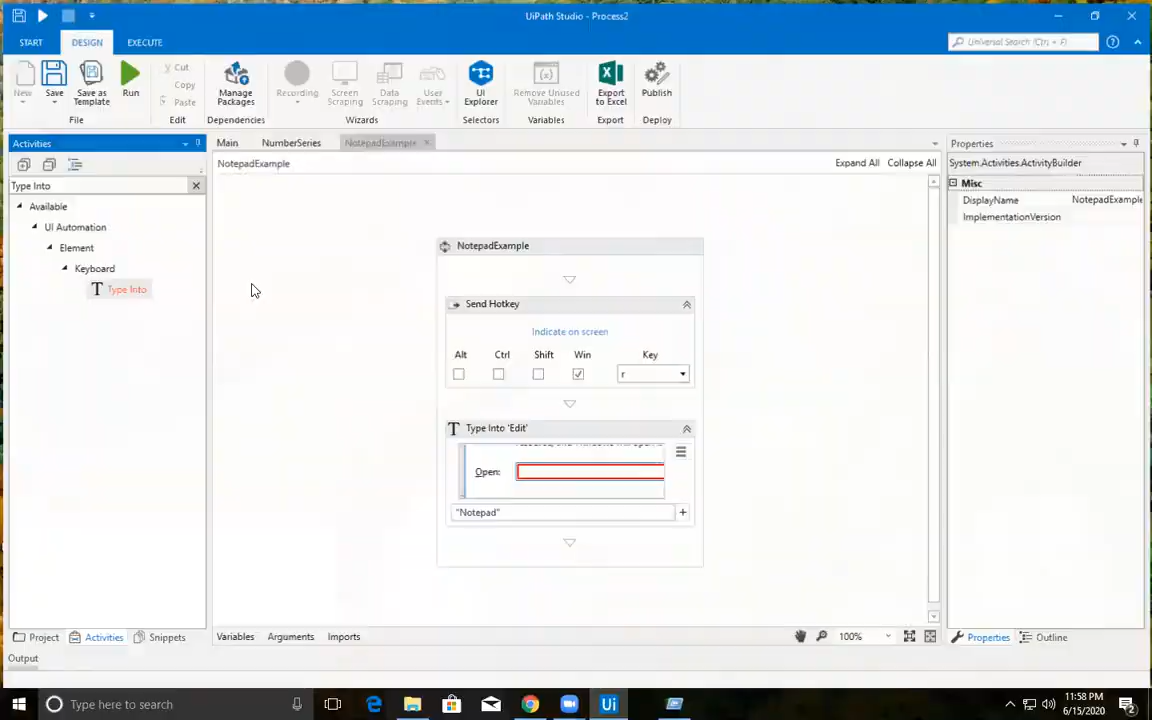 UiPath Studio - Process2
START
DESIGN
EXECUTE
Universal Search (Ctrl + F)
New
Save
Save as Template
Run
Cut
Copy
Paste
Manage Packages
Recording
Screen Scraping
Data Scraping
User Events
UI Explorer
Remove Unused Variables
Export to Excel
Publish
File
Edit
Dependencies
Wizards
Selectors
Variables
Export
Deploy
Activities
Main
NumberSeries
NotepadExample
Properties
NotepadExample
Expand All
Collapse All
System.Activities.ActivityBuilder
Type Into
Misc
DisplayName
NotepadExample
ImplementationVersion
Available
UI Automation
Element
Keyboard
T Type Into
NotepadExample
Send Hotkey
Indicate on screen
Alt
Ctrl
Shift
Win
Key
r
T Type Into 'Edit'
Open:
"Notepad"
+
Project
Activities
Snippets
Variables
Arguments
Imports
100%
Properties
Outline
Output
Type here to search
Ui
11:58 PM
6/15/2020
2